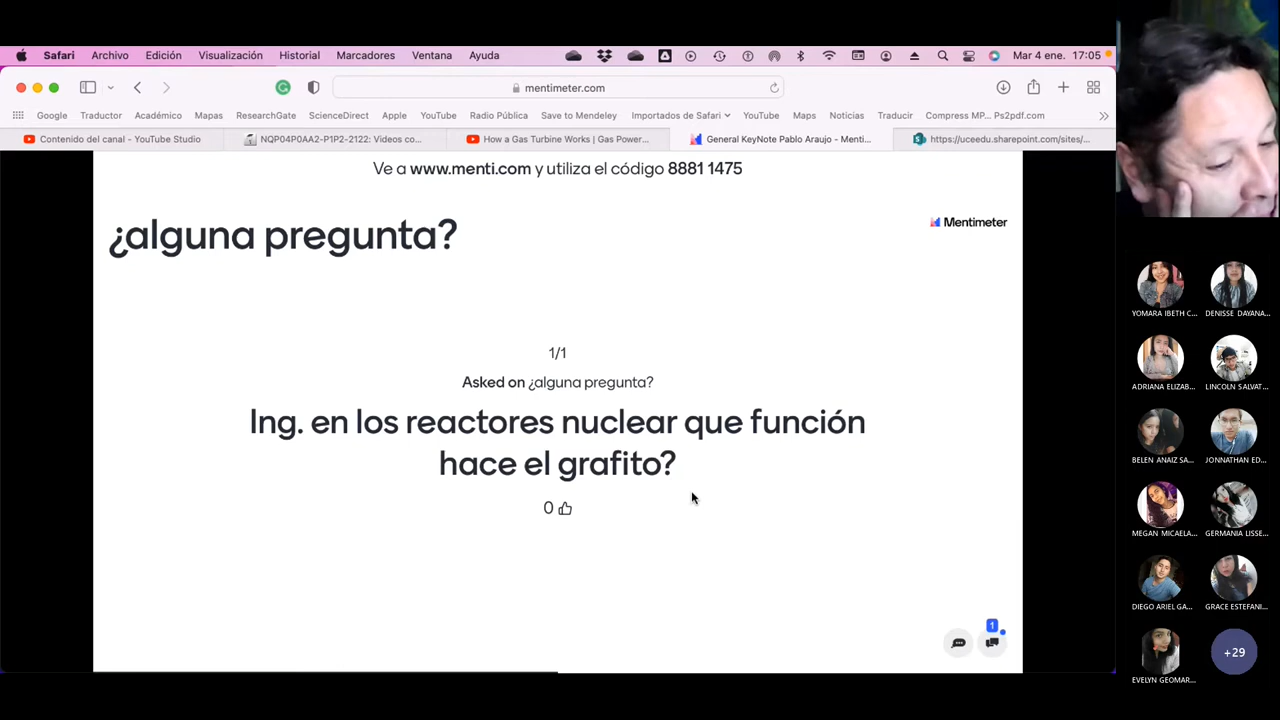 Safari Archivo Edición Visualización Historial Marcadores Ventana Ayuda Mar 4 ene. 17:05
mentimeter.com
Google Traductor Acádemico Mapas ResearchGate ScienceDirect Apple YouTube Radio Pública Save to Mendeley Importados de Safari YouTube Maps Noticias Traducir Compress MP... Ps2pdf.com
Contenido del canal - YouTube Studio NQP04P0AA2-P1P2-2122: Videos co... How a Gas Turbine Works | Gas Power... General KeyNote Pablo Araujo - Menti... https://uceedu.sharepoint.com/sites/...
Ve a www.menti.com y utiliza el código 8881 1475
¿alguna pregunta?
Mentimeter
1/1
Asked on ¿alguna pregunta?
Ing. en los reactores nuclear que función
hace el grafito?
0
1
YOMARA IBETH C... DENISSE DAYANA...
ADRIANA ELIZAB... LINCOLN SALVAT...
BELEN ANAIZ SA... JONNATHAN ED...
MEGAN MICAELA... GERMANIA LISSE...
DIEGO ARIEL GA... GRACE ESTEFANI...
EVELYN GEOMAR... +29